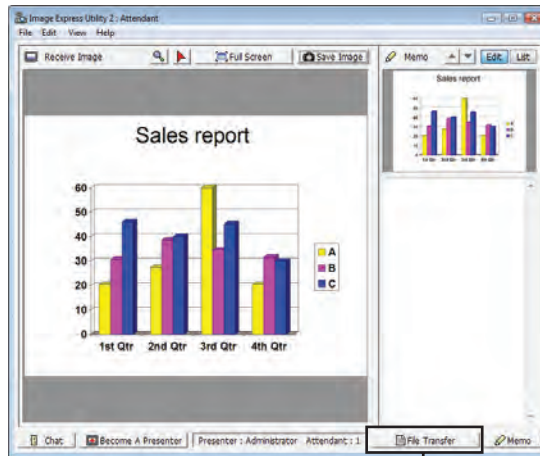 Image Express Utility 2 : Attendant
File Edit View Help
Receive Image Full Screen Save Image Memo Edit List
Sales report
60
50
40
30
20
10
0
1st Qtr 2nd Qtr 3rd Qtr 4th Qtr
A
B
C
Sales report
Chat Become A Presenter Presenter : Administrator Attendant : 1 File Transfer Memo